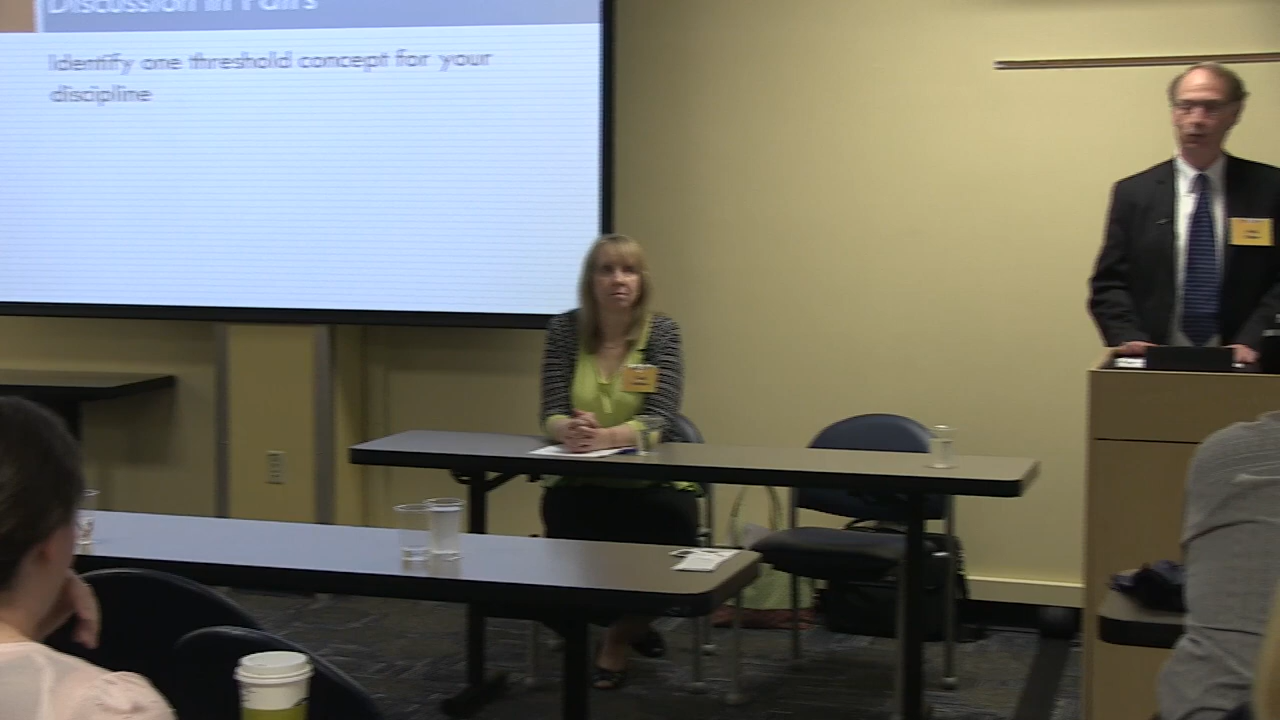 Discussion in Pairs
Identify one threshold concept for your
discipline